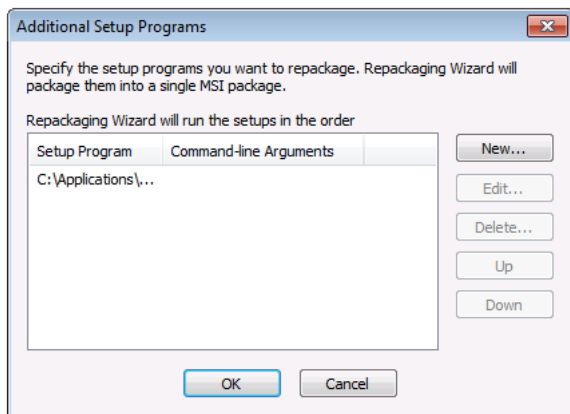 Additional Setup Programs
Specify the setup programs you want to repackage. Repackaging Wizard will
package them into a single MSI package.
Repackaging Wizard will run the setups in the order
Setup Program Command-line Arguments
C:\Applications\...
New...
Edit...
Delete...
Up
Down
OK Cancel